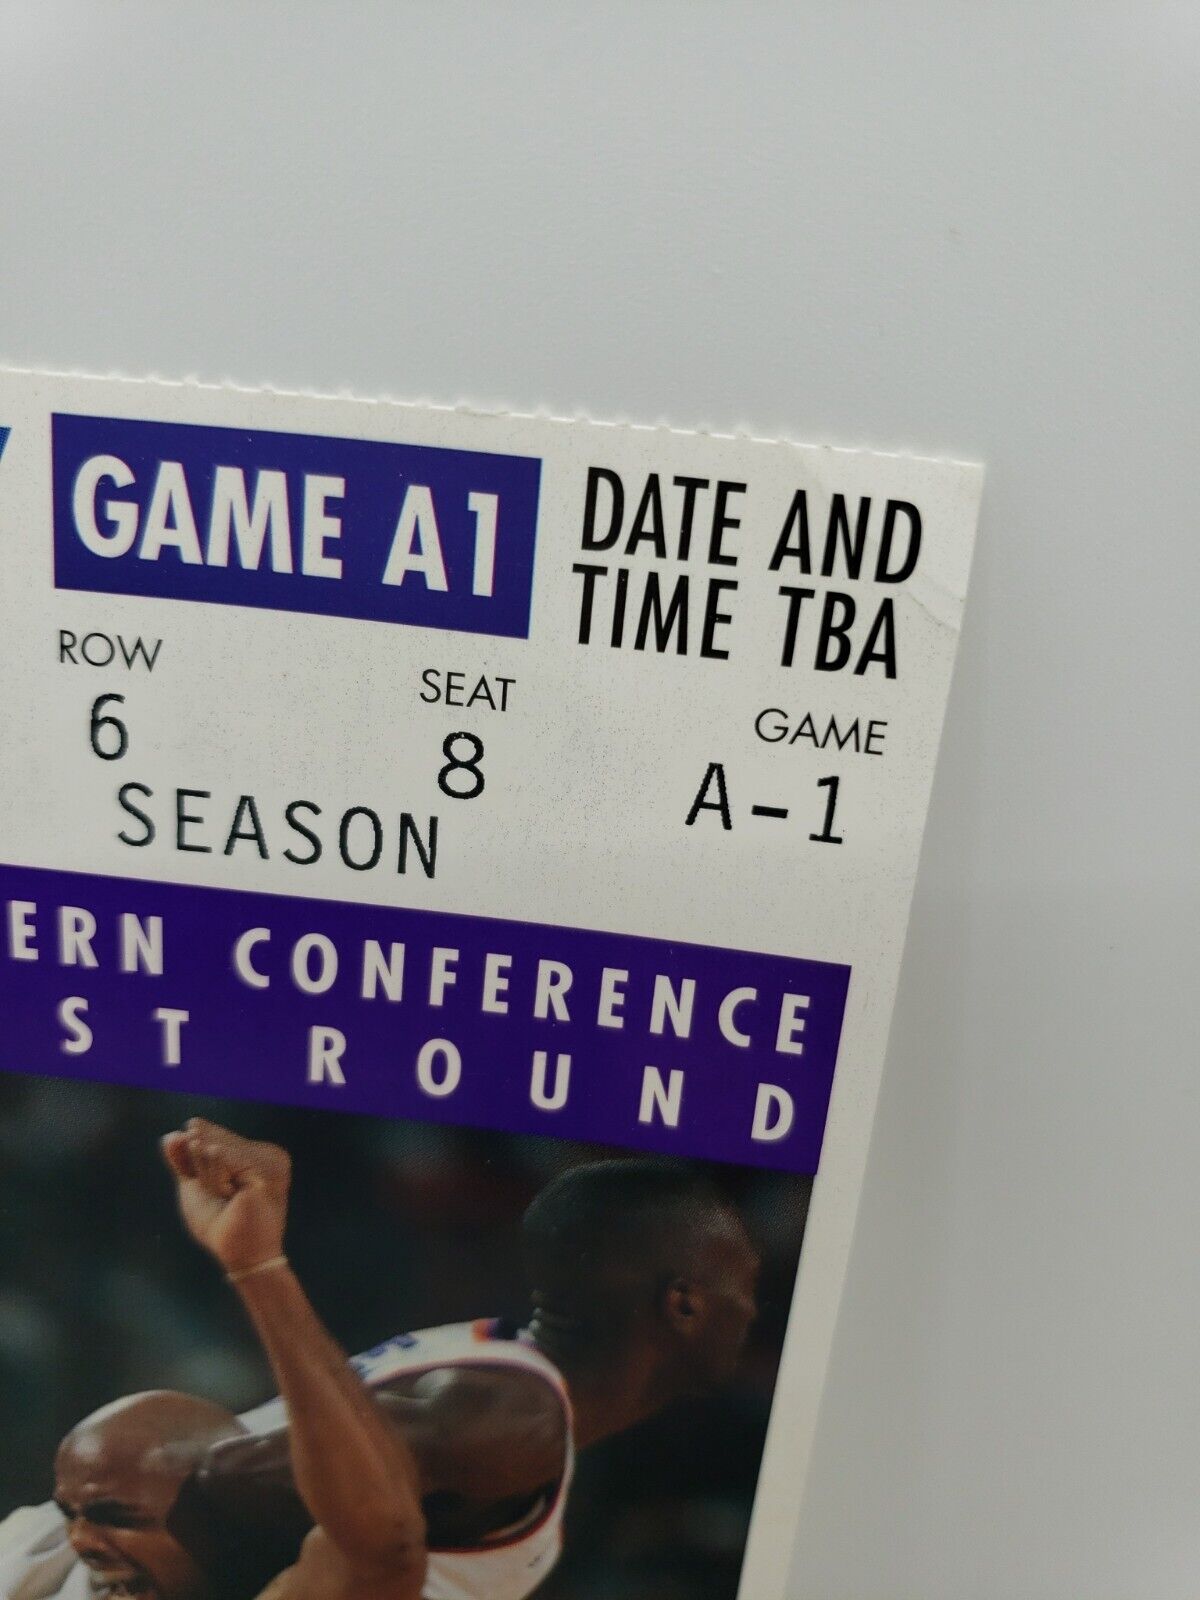 GAME A1
DATE AND
TIME TBA
ROW SEAT GAME
6 8 A-1
SEASON
ERN CONFERENCE
ST ROUND